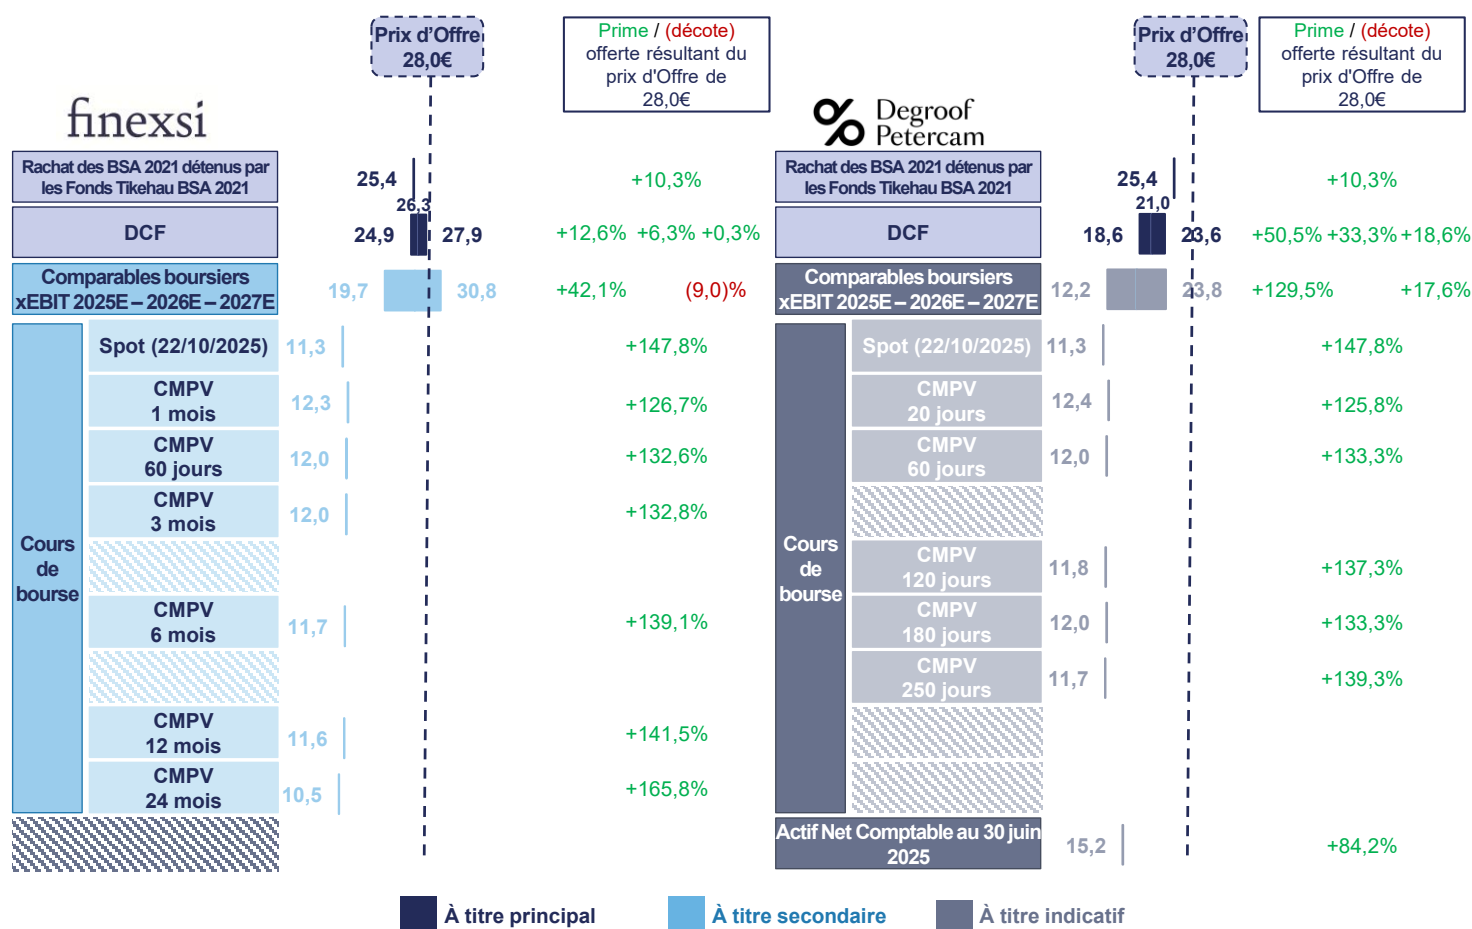 Prix d'Offre
28,0€
Prime / (décote)
offerte résultant du
prix d'Offre de
28,0€
finexsi
Rachat des BSA 2021 détenus par
les Fonds Tikehau BSA 2021
25,4
+10,3%
DCF
24,9
26,3
27,9
+12,6% +6,3% +0,3%
Comparables boursiers
xEBIT 2025E – 2026E – 2027E
19,7
30,8
+42,1%
(9,0)%
Cours
de
bourse
Spot (22/10/2025)
11,3
+147,8%
CMPV
1 mois
12,3
+126,7%
CMPV
60 jours
12,0
+132,6%
CMPV
3 mois
12,0
+132,8%
CMPV
6 mois
11,7
+139,1%
CMPV
12 mois
11,6
+141,5%
CMPV
24 mois
10,5
+165,8%
Prix d'Offre
28,0€
Prime / (décote)
offerte résultant du
prix d'Offre de
28,0€
Degroof
Petercam
Rachat des BSA 2021 détenus par
les Fonds Tikehau BSA 2021
25,4
+10,3%
DCF
18,6
21,0
23,6
+50,5% +33,3% +18,6%
Comparables boursiers
xEBIT 2025E – 2026E – 2027E
12,2
23,8
+129,5%
+17,6%
Cours
de
bourse
Spot (22/10/2025)
11,3
+147,8%
CMPV
20 jours
12,4
+125,8%
CMPV
60 jours
12,0
+133,3%
CMPV
120 jours
11,8
+137,3%
CMPV
180 jours
12,0
+133,3%
CMPV
250 jours
11,7
+139,3%
Actif Net Comptable au 30 juin
2025
15,2
+84,2%
À titre principal
À titre secondaire
À titre indicatif